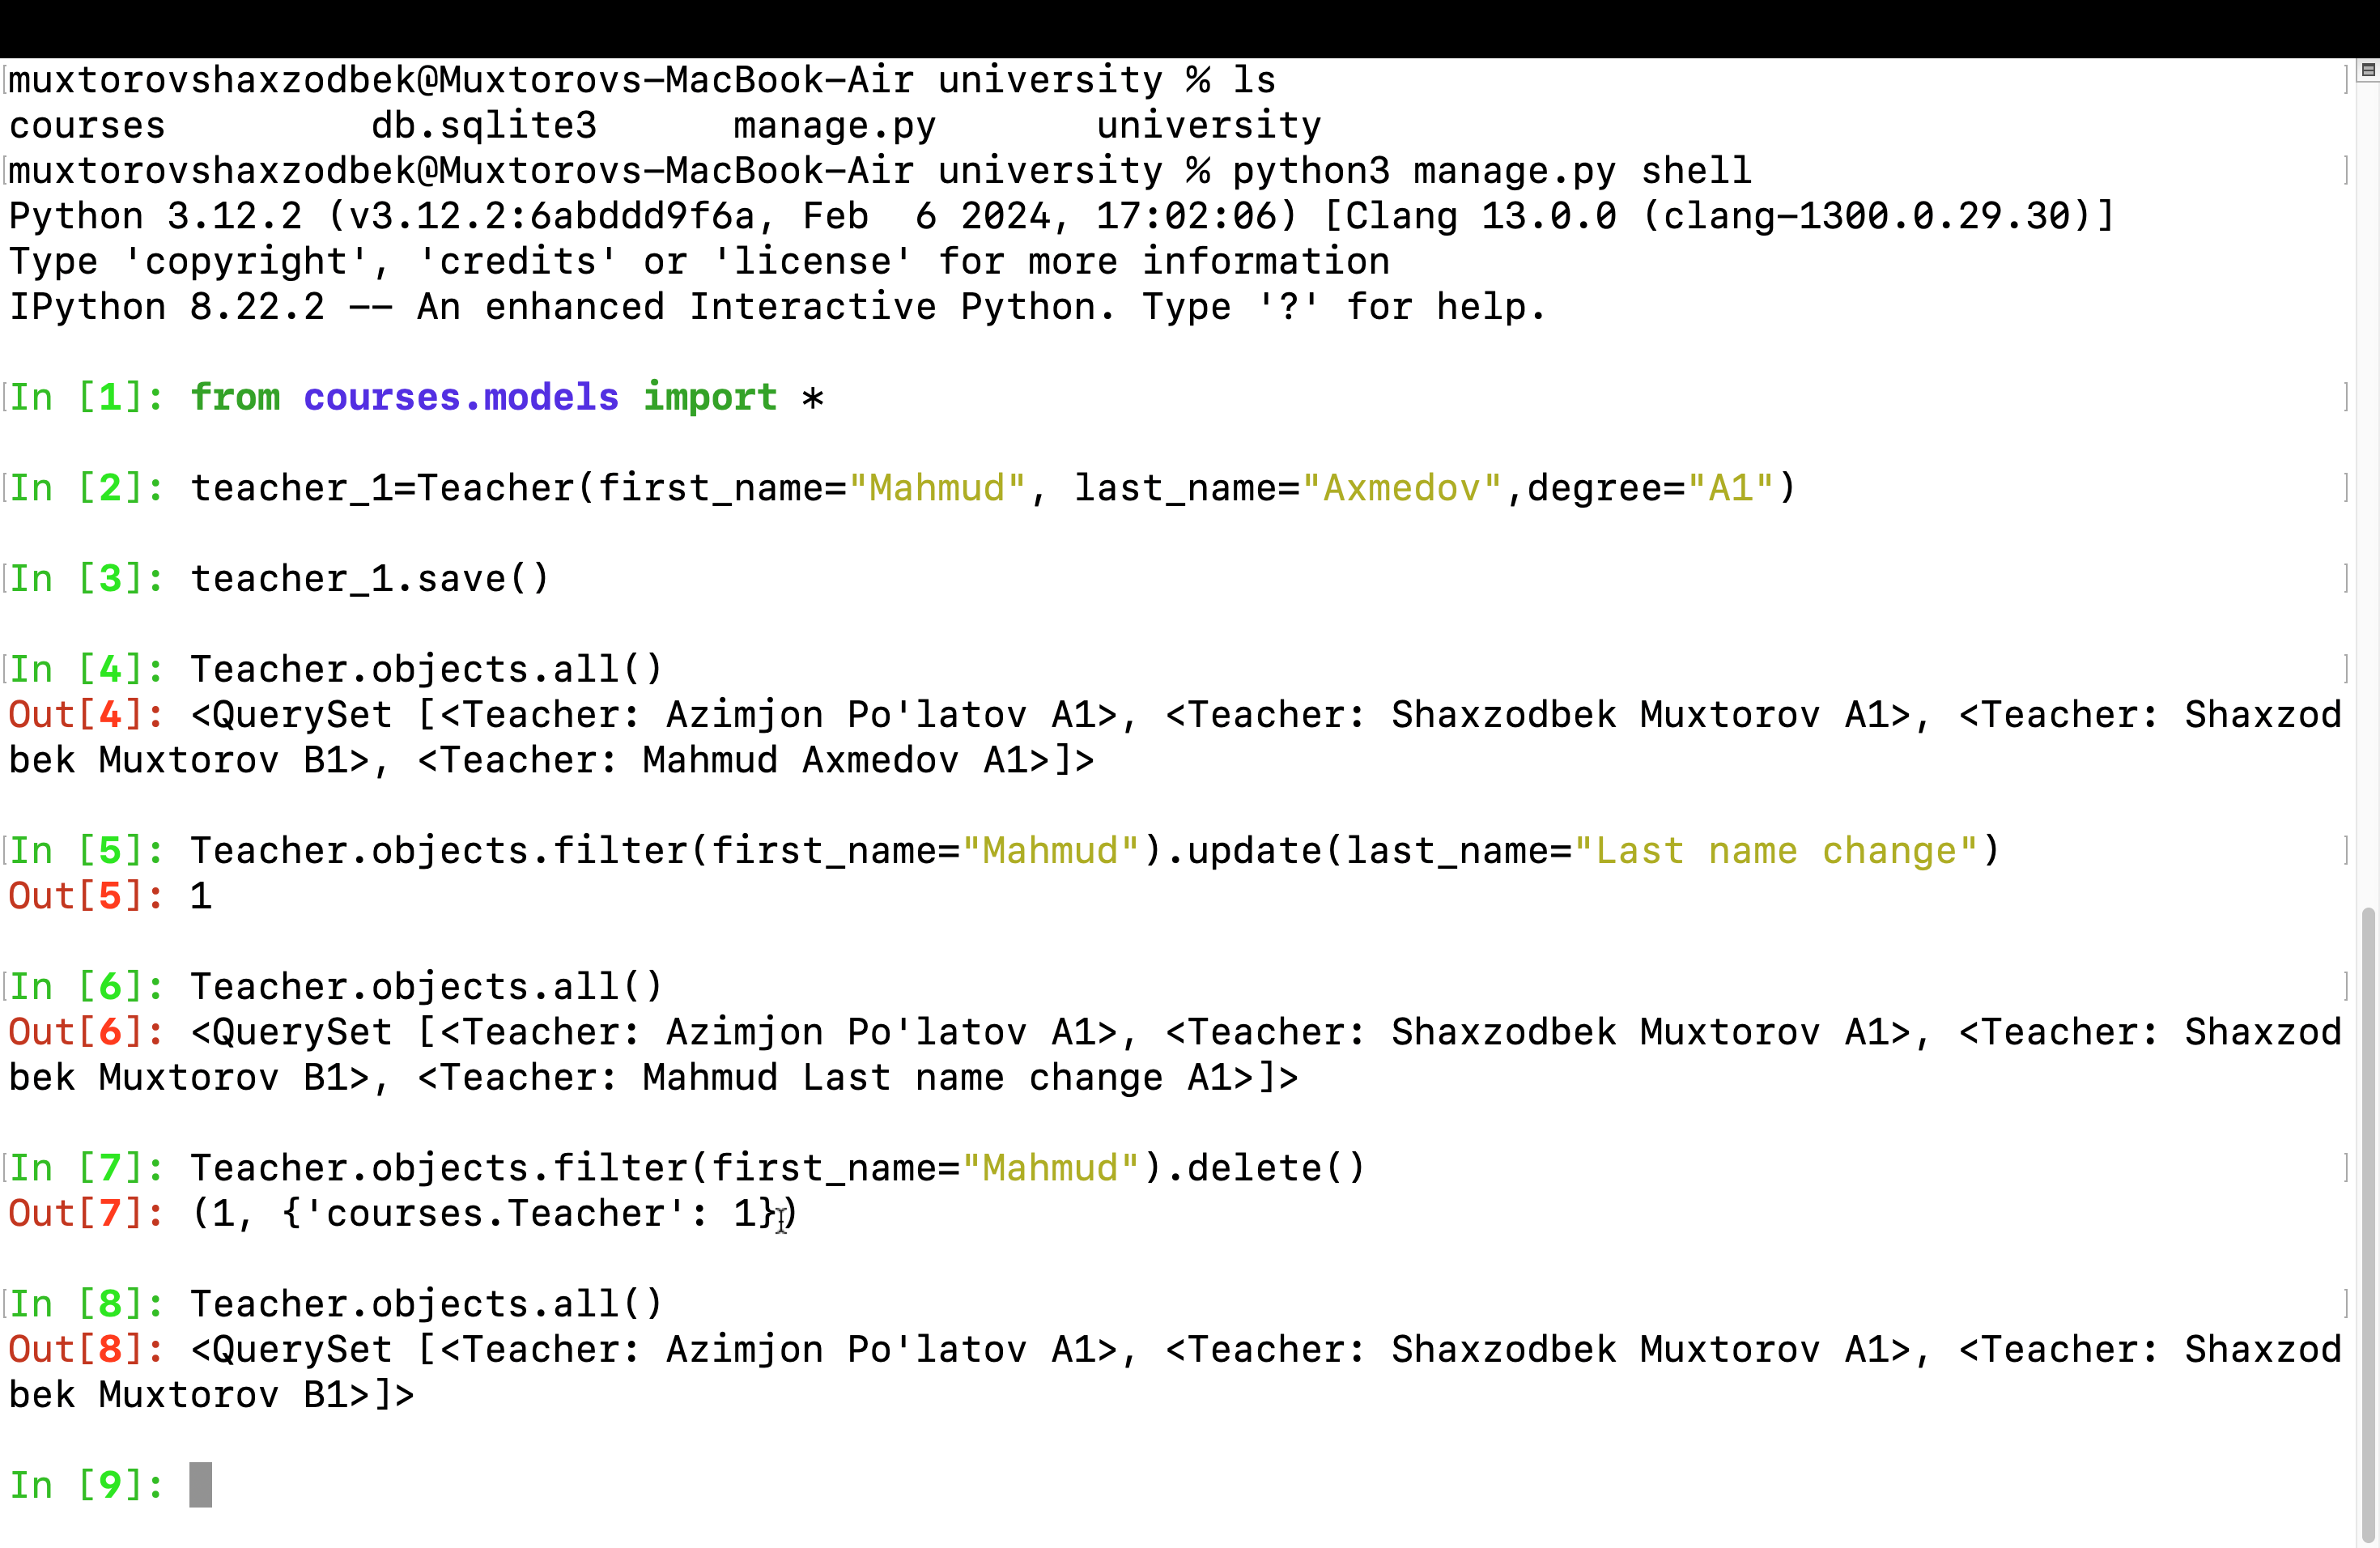 muxtorovshaxzodbek@Muxtorovs-MacBook-Air university % ls
courses         db.sqlite3      manage.py       university
muxtorovshaxzodbek@Muxtorovs-MacBook-Air university % python3 manage.py shell
Python 3.12.2 (v3.12.2:6abddd9f6a, Feb  6 2024, 17:02:06) [Clang 13.0.0 (clang-1300.0.29.30)]
Type 'copyright', 'credits' or 'license' for more information
IPython 8.22.2 -- An enhanced Interactive Python. Type '?' for help.
In [1]: from courses.models import *
In [2]: teacher_1=Teacher(first_name="Mahmud", last_name="Axmedov",degree="A1")
In [3]: teacher_1.save()
In [4]: Teacher.objects.all()
Out[4]: <QuerySet [<Teacher: Azimjon Po'latov A1>, <Teacher: Shaxzodbek Muxtorov A1>, <Teacher: Shaxzod
bek Muxtorov B1>, <Teacher: Mahmud Axmedov A1>]>
In [5]: Teacher.objects.filter(first_name="Mahmud").update(last_name="Last name change")
Out[5]: 1
In [6]: Teacher.objects.all()
Out[6]: <QuerySet [<Teacher: Azimjon Po'latov A1>, <Teacher: Shaxzodbek Muxtorov A1>, <Teacher: Shaxzod
bek Muxtorov B1>, <Teacher: Mahmud Last name change A1>]>
In [7]: Teacher.objects.filter(first_name="Mahmud").delete()
Out[7]: (1, {'courses.Teacher': 1})
In [8]: Teacher.objects.all()
Out[8]: <QuerySet [<Teacher: Azimjon Po'latov A1>, <Teacher: Shaxzodbek Muxtorov A1>, <Teacher: Shaxzod
bek Muxtorov B1>]>
In [9]: